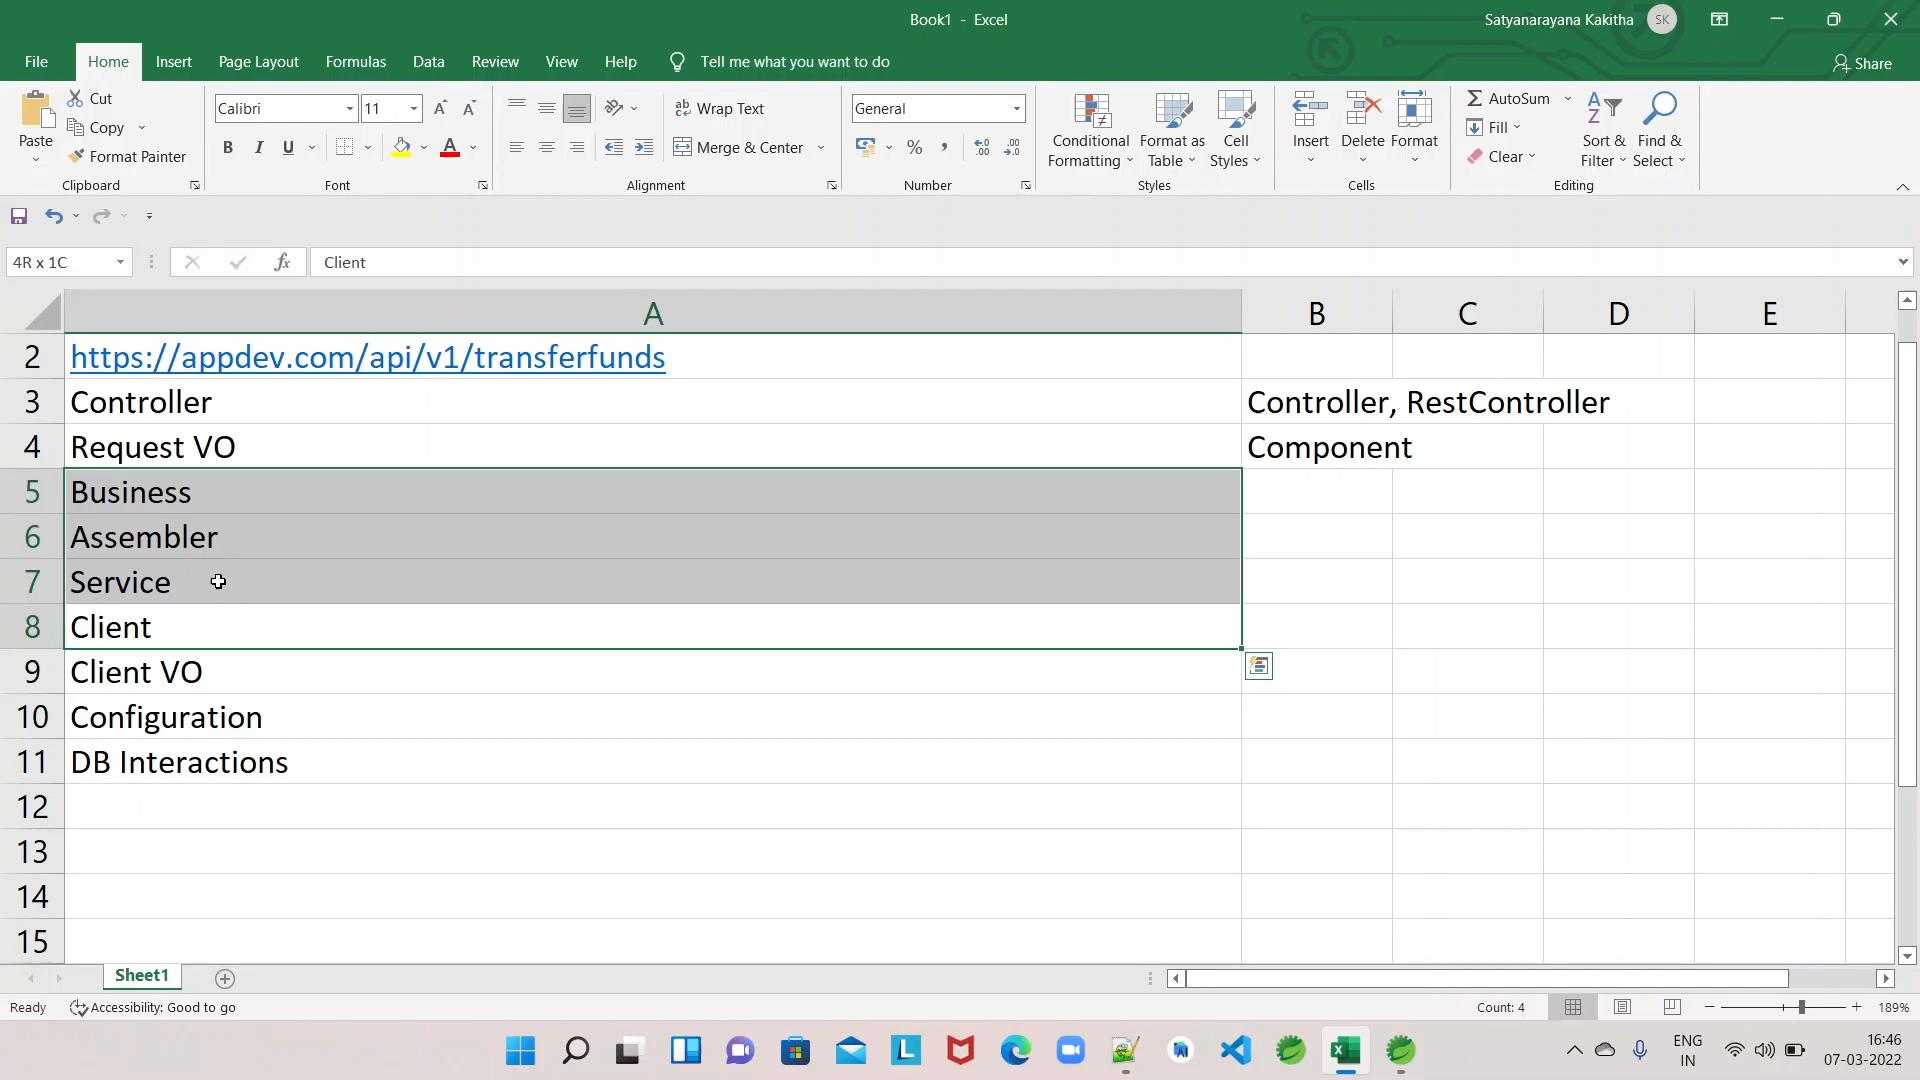 Book1 - Excel
Satyanarayana Kakitha
SK
File
Home
Insert
Page Layout
Formulas
Data
Review
View
Help
Tell me what you want to do
Share
Paste
Cut
Copy
Format Painter
Clipboard
Calibri
11
B I U
Font
Wrap Text
Merge & Center
Alignment
General
Number
Conditional Formatting
Format as Table
Cell Styles
Styles
Insert
Delete
Format
Cells
AutoSum
Fill
Clear
Sort & Filter
Find & Select
Editing
4R x 1C
fx
Client
A B C D E
2 https://appdev.com/api/v1/transferfunds
3 Controller Controller, RestController
4 Request VO Component
5 Business
6 Assembler
7 Service
8 Client
9 Client VO
10 Configuration
11 DB Interactions
12
13
14
15
Sheet1
Ready
Accessibility: Good to go
Count: 4
189%
ENG
IN
16:46
07-03-2022